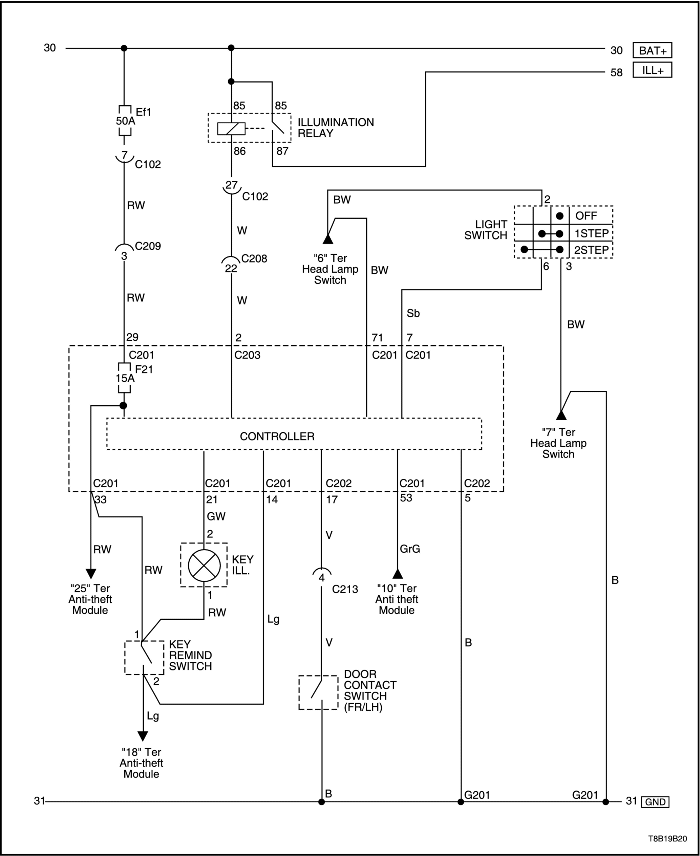 30
30 BAT+
58 ILL+
Ef1
50A
85 85
ILLUMINATION
RELAY
86 87
7
C102
27
C102
2
BW
LIGHT
SWITCH
OFF
1STEP
2STEP
RW
W
C209
3
C208
22
"6" Ter
Head Lamp
Switch
BW
6 3
RW
W
Sb
BW
29 2 71 7
C201 C203 C201 C201
F21
15A
CONTROLLER
"7" Ter
Head Lamp
Switch
C201 C201 C201 C202 C201 C202
33 21 14 17 53 5
GW
2
V
RW
RW
KEY
ILL.
GrG
4
C213
"25" Ter
Anti-theft
Module
"10" Ter
Anti theft
Module
B
1
RW
Lg
1
KEY
REMIND
SWITCH
2
V
B
DOOR
CONTACT
SWITCH
(FR/LH)
Lg
"18" Ter
Anti-theft
Module
31
B
G201
G201
31 GND
T8B19B20